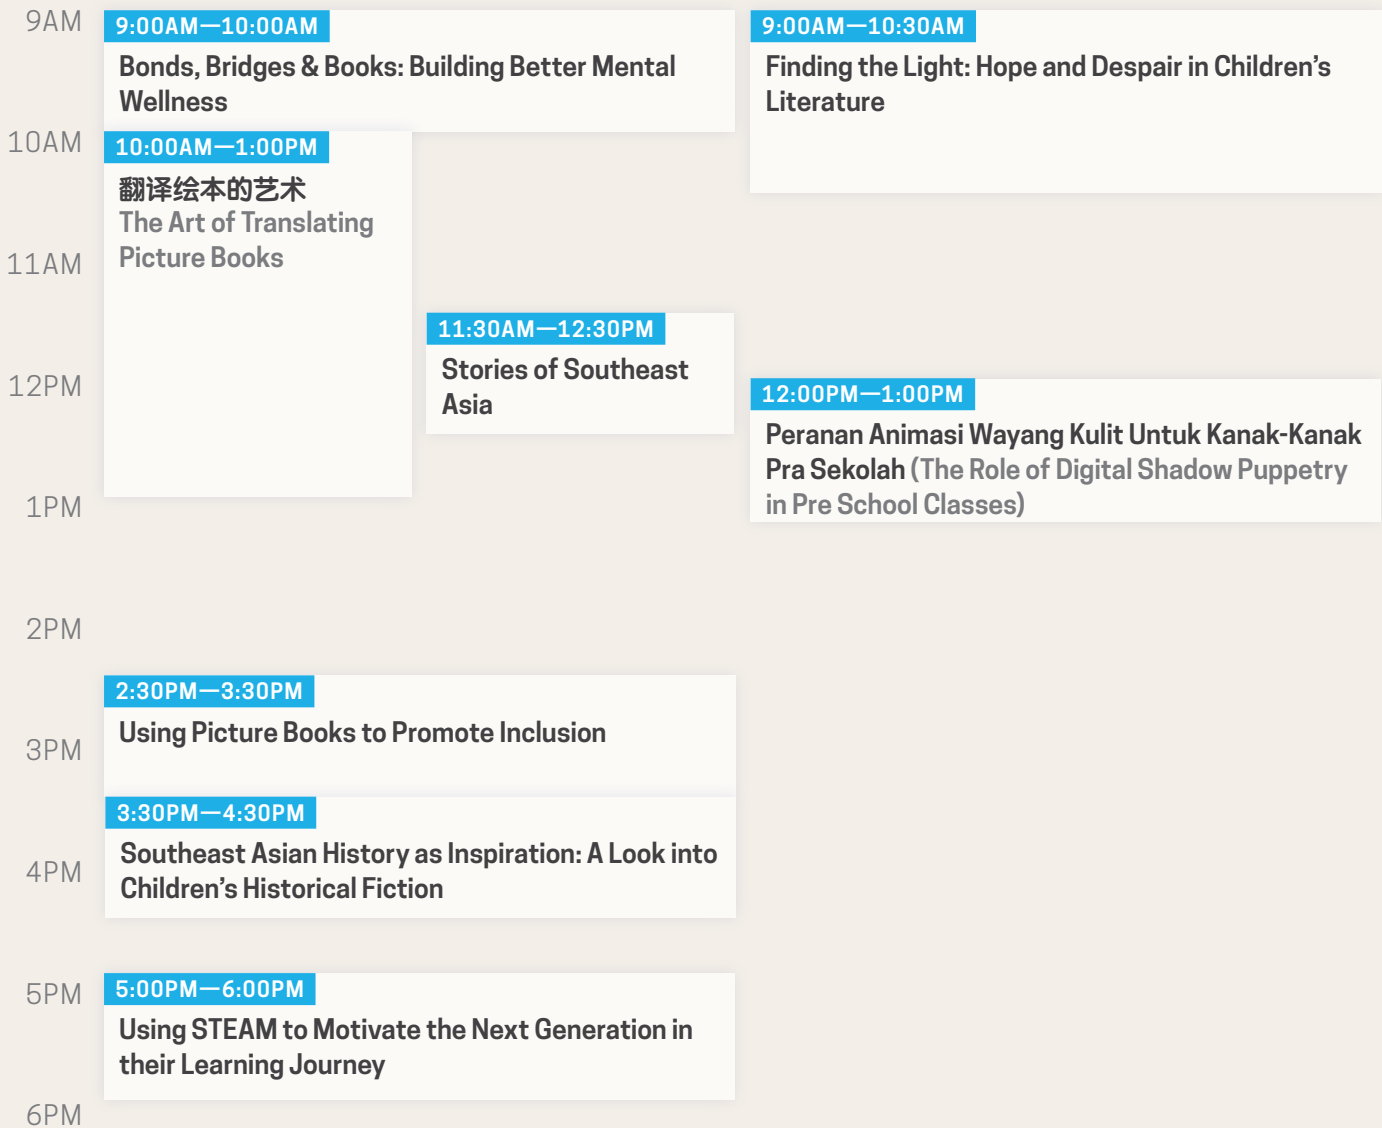 9AM
9:00AM—10:00AM
Bonds, Bridges & Books: Building Better Mental
Wellness
9:00AM—10:30AM
Finding the Light: Hope and Despair in Children’s
Literature
10AM
10:00AM—1:00PM
翻译绘本的艺术
The Art of Translating
Picture Books
11AM
11:30AM—12:30PM
Stories of Southeast
Asia
12PM
12:00PM—1:00PM
Peranan Animasi Wayang Kulit Untuk Kanak-Kanak
Pra Sekolah (The Role of Digital Shadow Puppetry
in Pre School Classes)
1PM
2PM
2:30PM—3:30PM
Using Picture Books to Promote Inclusion
3PM
3:30PM—4:30PM
Southeast Asian History as Inspiration: A Look into
Children’s Historical Fiction
4PM
5PM
5:00PM—6:00PM
Using STEAM to Motivate the Next Generation in
their Learning Journey
6PM